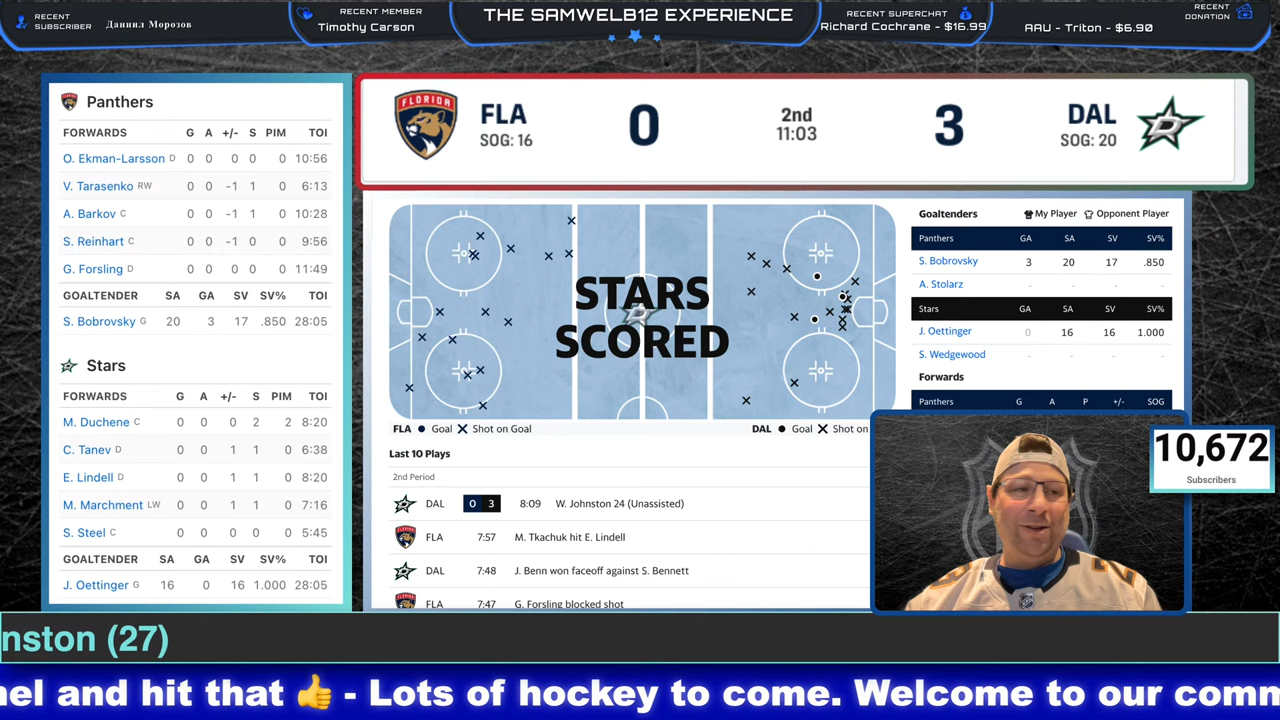 RECENT
SUBSCRIBER
Даниил Морозов
RECENT MEMBER
Timothy Carson
THE SAMWELB12 EXPERIENCE
RECENT SUPERCHAT
Richard Cochrane - $16.99
RECENT
DONATION
AAU - Triton - $6.90
Panthers
FORWARDS G A +/- S PIM TOI
O. Ekman-Larsson D 0 0 0 0 0 10:56
V. Tarasenko RW 0 0 -1 1 0 6:13
A. Barkov C 0 0 -1 1 0 10:28
S. Reinhart C 0 0 -1 0 0 9:56
G. Forsling D 0 0 0 0 0 11:49
GOALTENDER SA GA SV SV% TOI
S. Bobrovsky G 20 3 17 .850 28:05
Stars
FORWARDS G A +/- S PIM TOI
M. Duchene C 0 0 0 2 2 8:20
C. Tanev D 0 0 1 1 0 6:38
E. Lindell D 0 0 1 1 0 8:20
M. Marchment LW 0 0 1 1 0 7:16
S. Steel C 0 0 0 0 0 5:45
GOALTENDER SA GA SV SV% TOI
J. Oettinger G 16 0 16 1.000 28:05
FLORIDA
FLA
SOG: 16
0
2nd
11:03
3
DAL
SOG: 20
STARS
SCORED
FLA Goal Shot on Goal
DAL Goal Shot on
Last 10 Plays
2nd Period
DAL 0 3 8:09 W. Johnston 24 (Unassisted)
FLA 7:57 M. Tkachuk hit E. Lindell
DAL 7:48 J. Benn won faceoff against S. Bennett
FLA 7:47 G. Forsling blocked shot
Goaltenders My Player Opponent Player
Panthers GA SA SV SV%
S. Bobrovsky 3 20 17 .850
A. Stolarz - - - -
Stars GA SA SV SV%
J. Oettinger 0 16 16 1.000
S. Wedgewood - - - -
Forwards
Panthers G A P +/- SOG
10,672
Subscribers
nston (27)
nel and hit that 👍 - Lots of hockey to come. Welcome to our comm